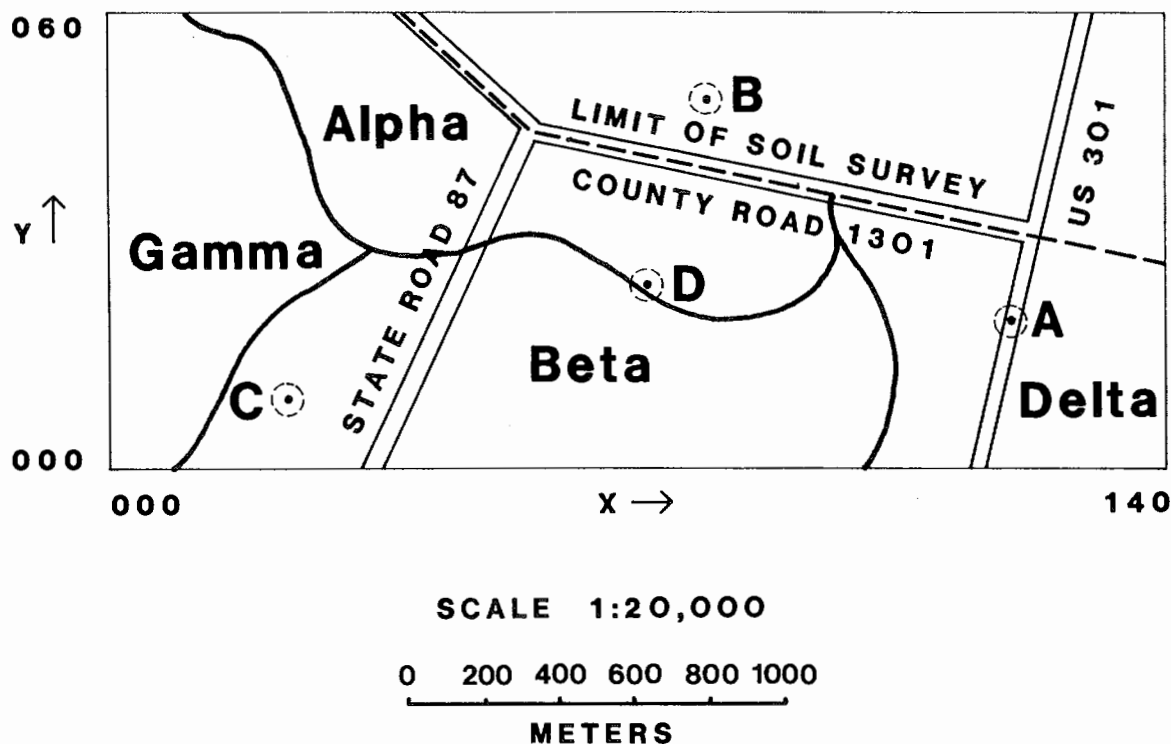 060
Alpha
B
LIMIT OF SOIL SURVEY
US 301
STATE ROAD 87
COUNTY ROAD 1301
Y
Gamma
D
A
Beta
C
Delta
000
000
X
140
SCALE 1:20,000
0 200 400 600 800 1000
METERS